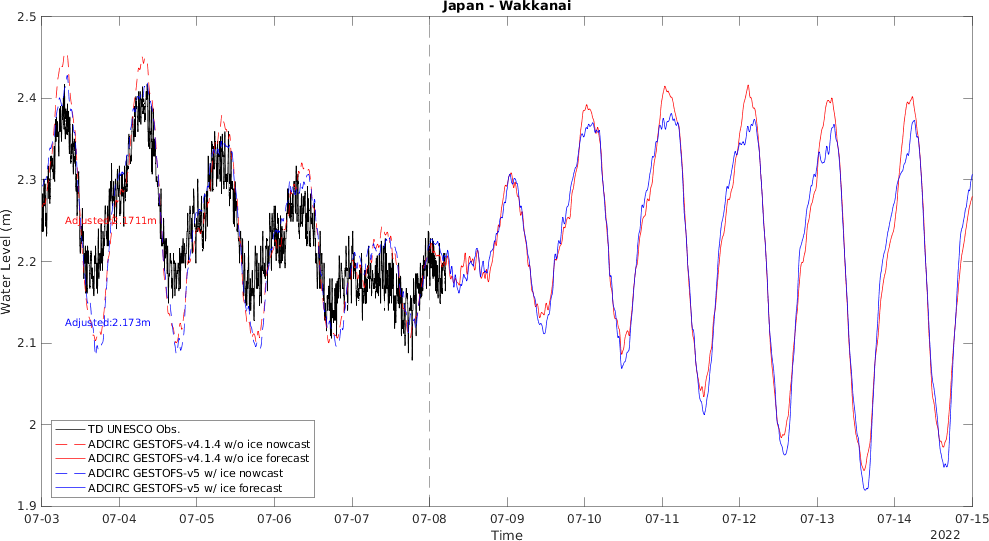 Japan - Wakkanai
2.5
2.4
2.3
2.2
2.1
2
1.9
Water Level (m)
Adjusted:2.1711m
Adjusted:2.173m
TD UNESCO Obs.
ADCIRC GESTOFS-v4.1.4 w/o ice nowcast
ADCIRC GESTOFS-v4.1.4 w/o ice forecast
ADCIRC GESTOFS-v5 w/ ice nowcast
ADCIRC GESTOFS-v5 w/ ice forecast
07-03 07-04 07-05 07-06 07-07 07-08 07-09 07-10 07-11 07-12 07-13 07-14 07-15
Time
2022